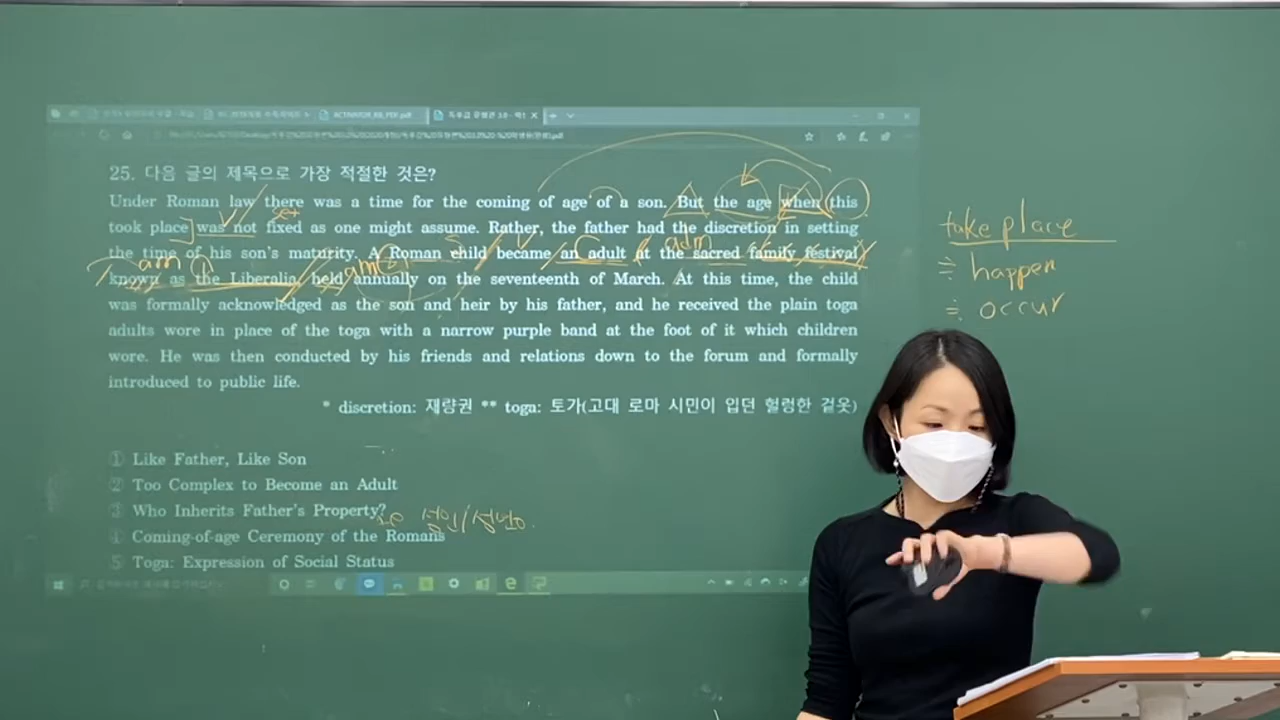 ACTIVATOR_RB_PDF.pdf
25. 다음 글의 제목으로 가장 적절한 것은?
Under Roman law there was a time for the coming of age of a son. But the age when this
set
took place was not fixed as one might assume. Rather, the father had the discretion in setting
the time of his son's maturity. A Roman child became an adult at the sacred family festival
known as the Liberalia held annually on the seventeenth of March. At this time, the child
was formally acknowledged as the son and heir by his father, and he received the plain toga
adults wore in place of the toga with a narrow purple band at the foot of it which children
wore. He was then conducted by his friends and relations down to the forum and formally
introduced to public life.
* discretion: 재량권 ** toga: 토가(고대 로마 시민이 입던 헐렁한 겉옷)
① Like Father, Like Son
② Too Complex to Become an Adult
③ Who Inherits Father's Property?
성인/성년
④ Coming-of-age Ceremony of the Romans
⑤ Toga: Expression of Social Status
take place
≒ happen
≒ occur